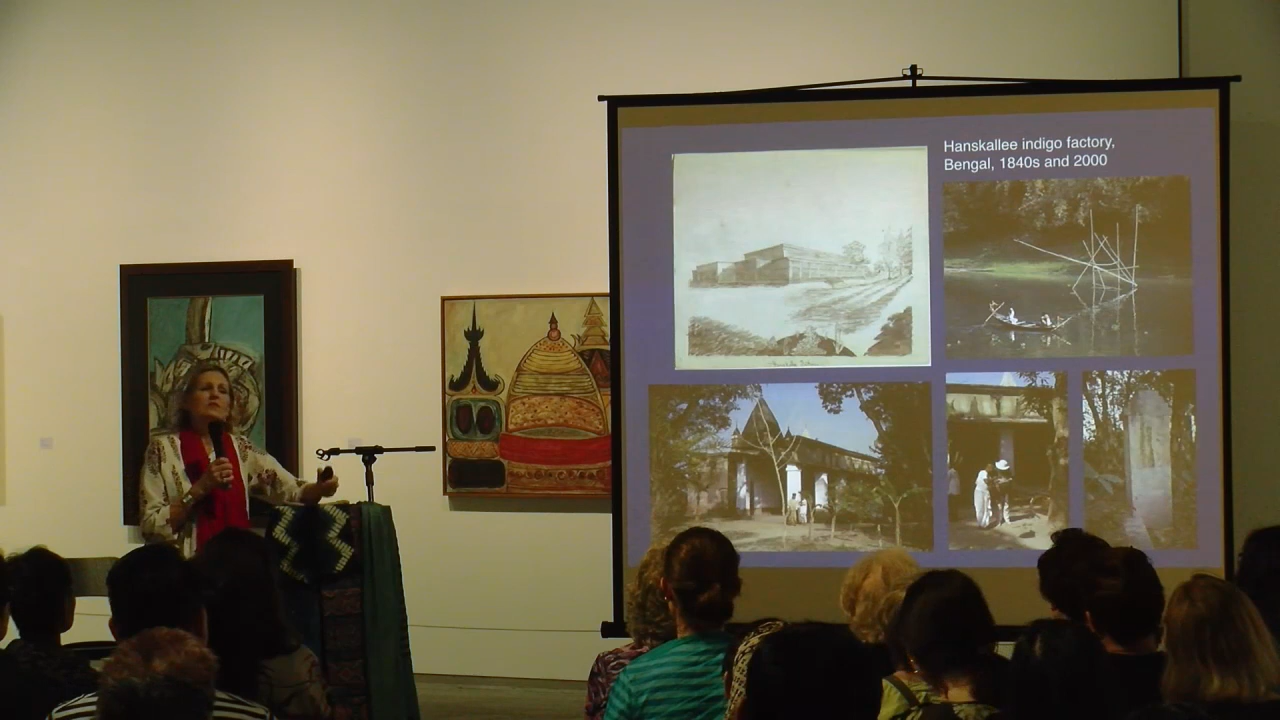 Hanskallee indigo factory,
Bengal, 1840s and 2000